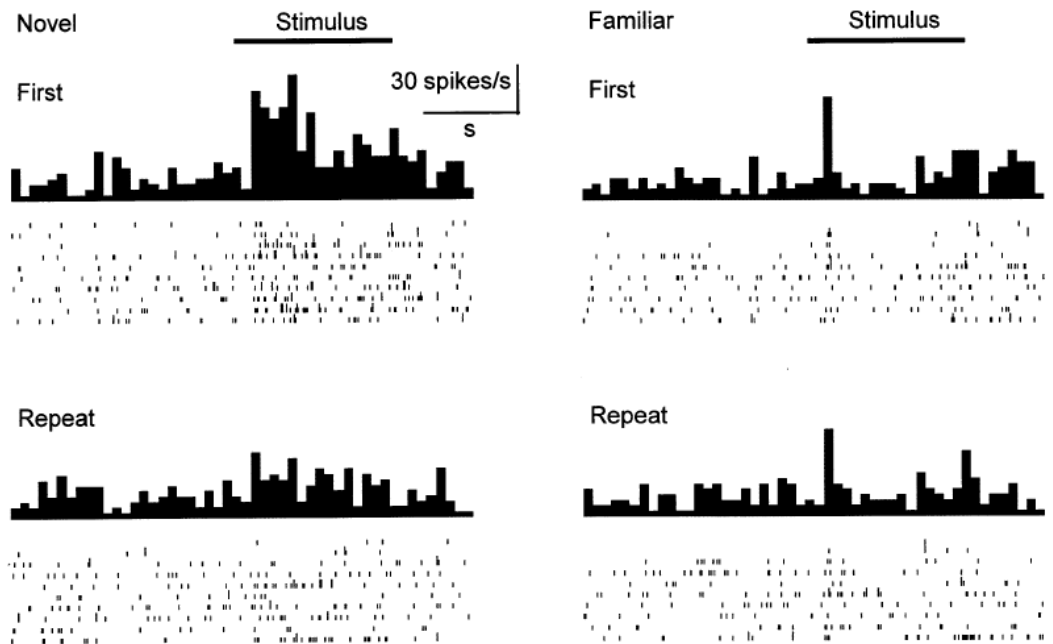 Novel
Stimulus
First
30 spikes/s
s
Repeat
Familiar
Stimulus
First
Repeat